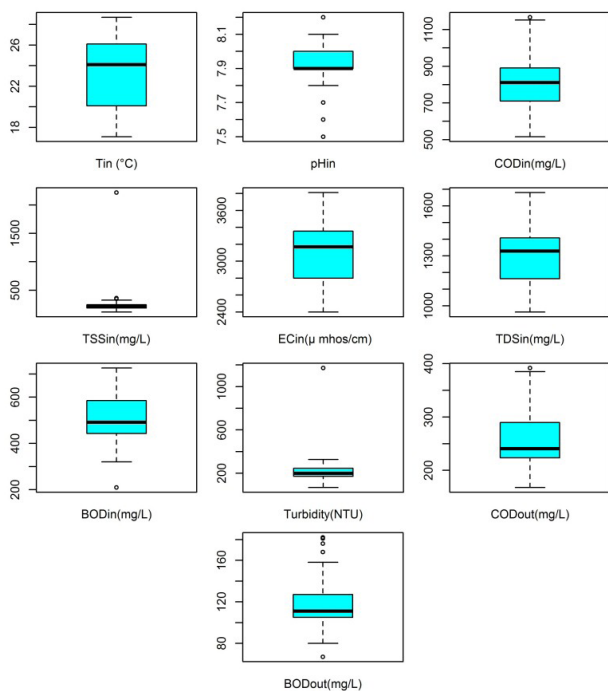 18 22 26
Tin (°C)
7.5 7.7 7.9 8.1
pHin
500 700 900 1100
CODin(mg/L)
500 1500
TSSin(mg/L)
2400 3000 3600
ECin(µ mhos/cm)
1000 1300 1600
TDSin(mg/L)
200 400 600
BODin(mg/L)
200 600 1000
Turbidity(NTU)
200 300 400
CODout(mg/L)
80 120 160
BODout(mg/L)